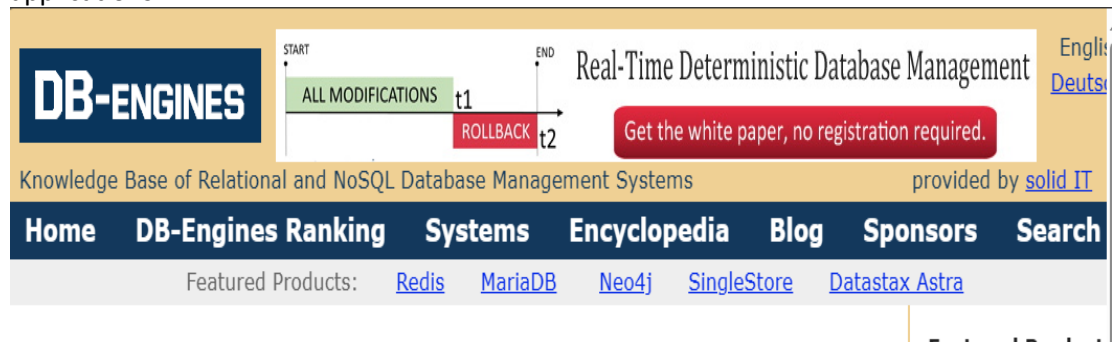 DB-ENGINES
START
END
ALL MODIFICATIONS t1
ROLLBACK t2
Real-Time Deterministic Database Management
Get the white paper, no registration required.
Deutsc
Knowledge Base of Relational and NoSQL Database Management Systems
provided by solid IT
Home DB-Engines Ranking Systems Encyclopedia Blog Sponsors Search
Featured Products: Redis MariaDB Neo4j SingleStore Datastax Astra